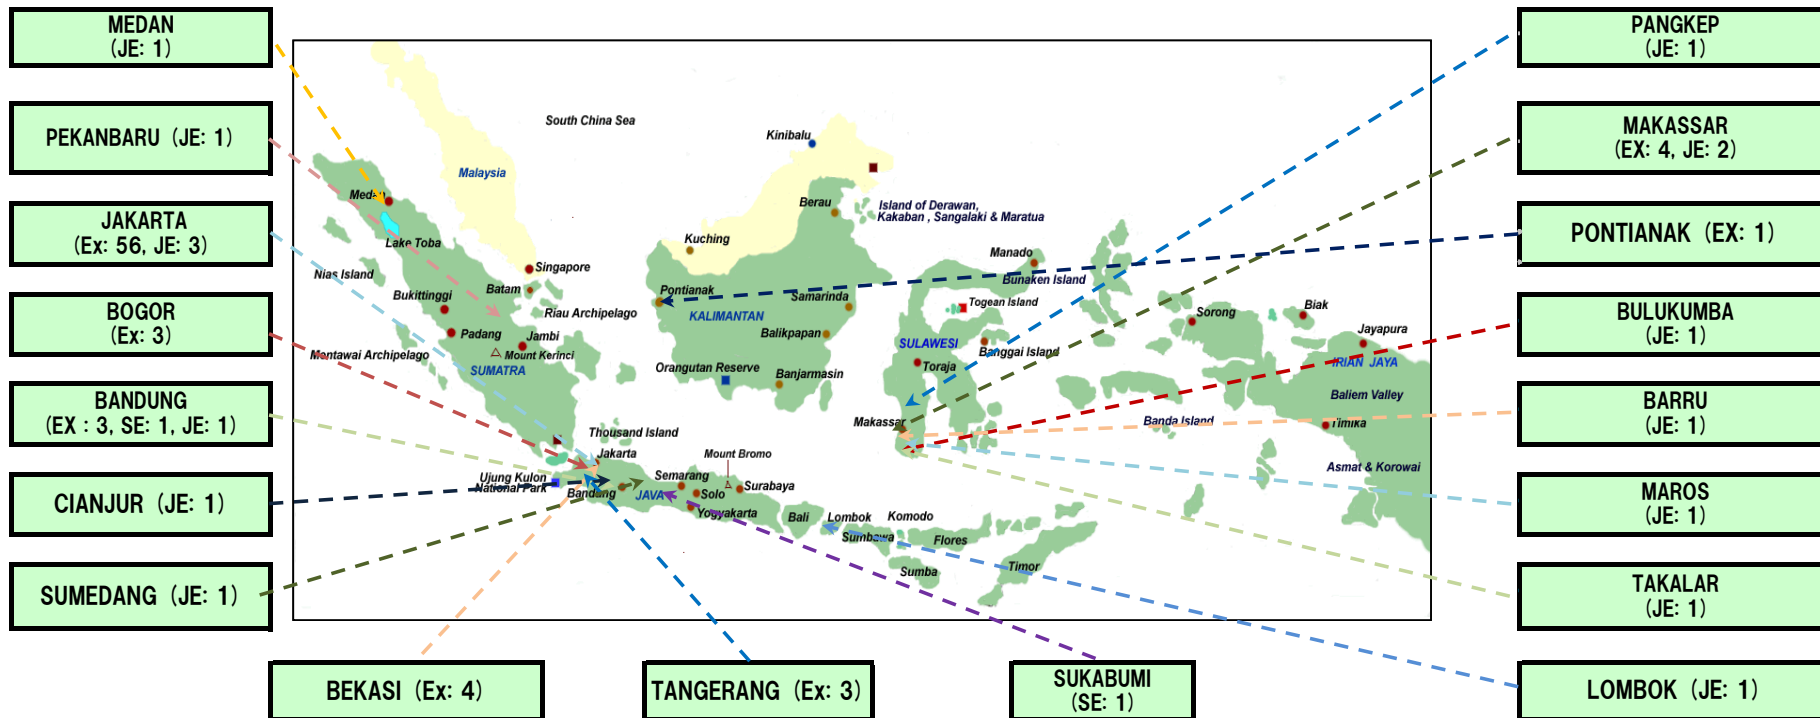 MEDAN
(JE: 1)
PEKANBARU (JE: 1)
JAKARTA
(Ex: 56, JE: 3)
BOGOR
(Ex: 3)
BANDUNG
(EX : 3, SE: 1, JE: 1)
CIANJUR (JE: 1)
SUMEDANG (JE: 1)
BEKASI (Ex: 4)
TANGERANG (Ex: 3)
SUKABUMI
(SE: 1)
PANGKEP
(JE: 1)
MAKASSAR
(EX: 4, JE: 2)
PONTIANAK (EX: 1)
BULUKUMBA
(JE: 1)
BARRU
(JE: 1)
MAROS
(JE: 1)
TAKALAR
(JE: 1)
LOMBOK (JE: 1)
South China Sea
Kinibalu
Malaysia
Medan
Lake Toba
Nias Island
Singapore
Batam
Bukittinggi
Riau Archipelago
Padang
Jambi
Mount Kerinci
Mentawai Archipelago
SUMATRA
Kuching
Berau
Island of Derawan,
Kakaban , Sangalaki & Maratua
Pontianak
Samarinda
KALIMANTAN
Balikpapan
Orangutan Reserve
Banjarmasin
Manado
Bunaken Island
Togean Island
SULAWESI
Banggai Island
Toraja
Makassar
Sorong
Biak
Jayapura
IRIAN JAYA
Baliem Valley
Banda Island
Timika
Asmat & Korowai
Thousand Island
Jakarta
Ujung Kulon
National Park
Bandung
JAVA
Semarang
Solo
Yogyakarta
Mount Bromo
Surabaya
Bali
Lombok
Komodo
Sumbawa
Flores
Sumba
Timor